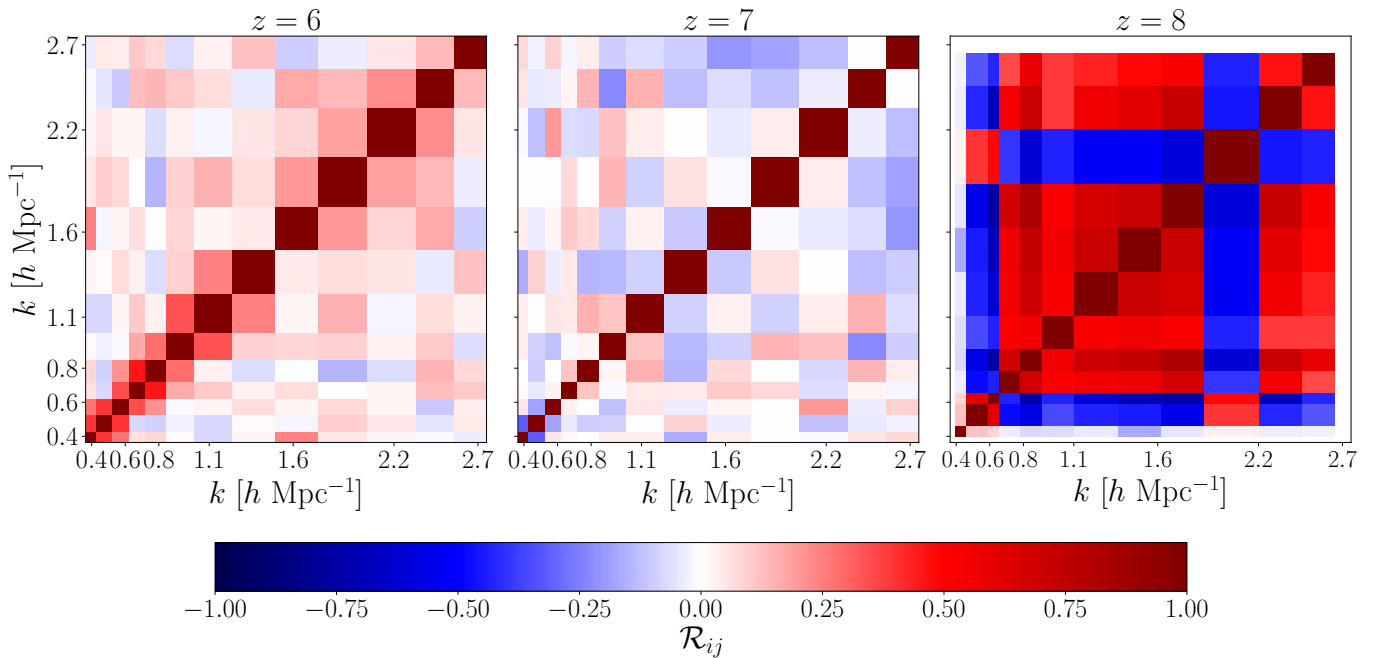 z = 6
z = 7
z = 8
2.7
2.2
1.6
1.1
0.8
0.6
0.4
k [h Mpc⁻¹]
0.4 0.6 0.8 1.1 1.6 2.2 2.7
0.4 0.6 0.8 1.1 1.6 2.2 2.7
0.4 0.6 0.8 1.1 1.6 2.2 2.7
k [h Mpc⁻¹]
k [h Mpc⁻¹]
k [h Mpc⁻¹]
−1.00 −0.75 −0.50 −0.25 0.00 0.25 0.50 0.75 1.00
ℛij